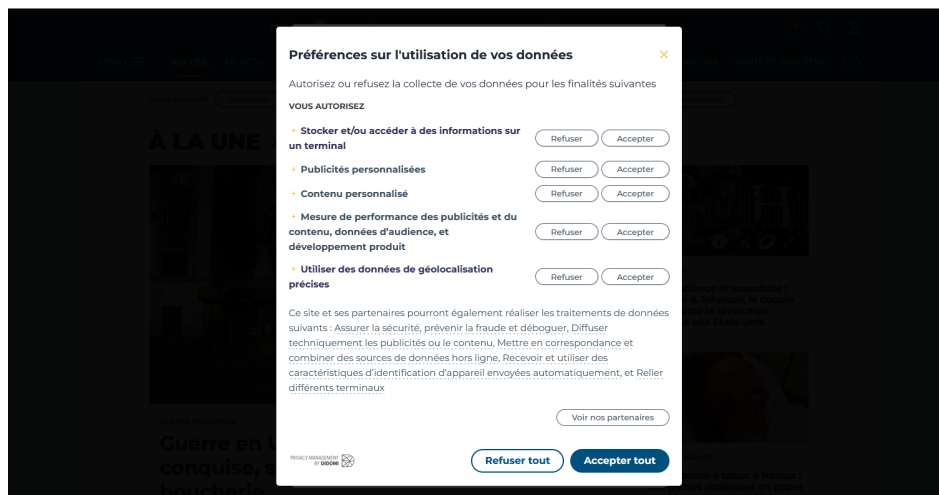 MENU
ACCUEIL
Préférences sur l'utilisation de vos données
×
Autorisez ou refusez la collecte de vos données pour les finalités suivantes
VOUS AUTORISEZ
+ Stocker et/ou accéder à des informations sur
un terminal
Refuser Accepter
+ Publicités personnalisées
Refuser Accepter
+ Contenu personnalisé
Refuser Accepter
+ Mesure de performance des publicités et du
contenu, données d'audience, et
développement produit
Refuser Accepter
+ Utiliser des données de géolocalisation
précises
Refuser Accepter
Ce site et ses partenaires pourront également réaliser les traitements de données
suivants : Assurer la sécurité, prévenir la fraude et déboguer, Diffuser
techniquement les publicités ou le contenu, Mettre en correspondance et
combiner des sources de données hors ligne, Recevoir et utiliser des
caractéristiques d'identification d'appareil envoyées automatiquement, et Relier
différents terminaux
Voir nos partenaires
PRIVACY MANAGEMENT
BY DIDOMI
Refuser tout Accepter tout
À LA UNE
Guerre en
conquise,
boucherie